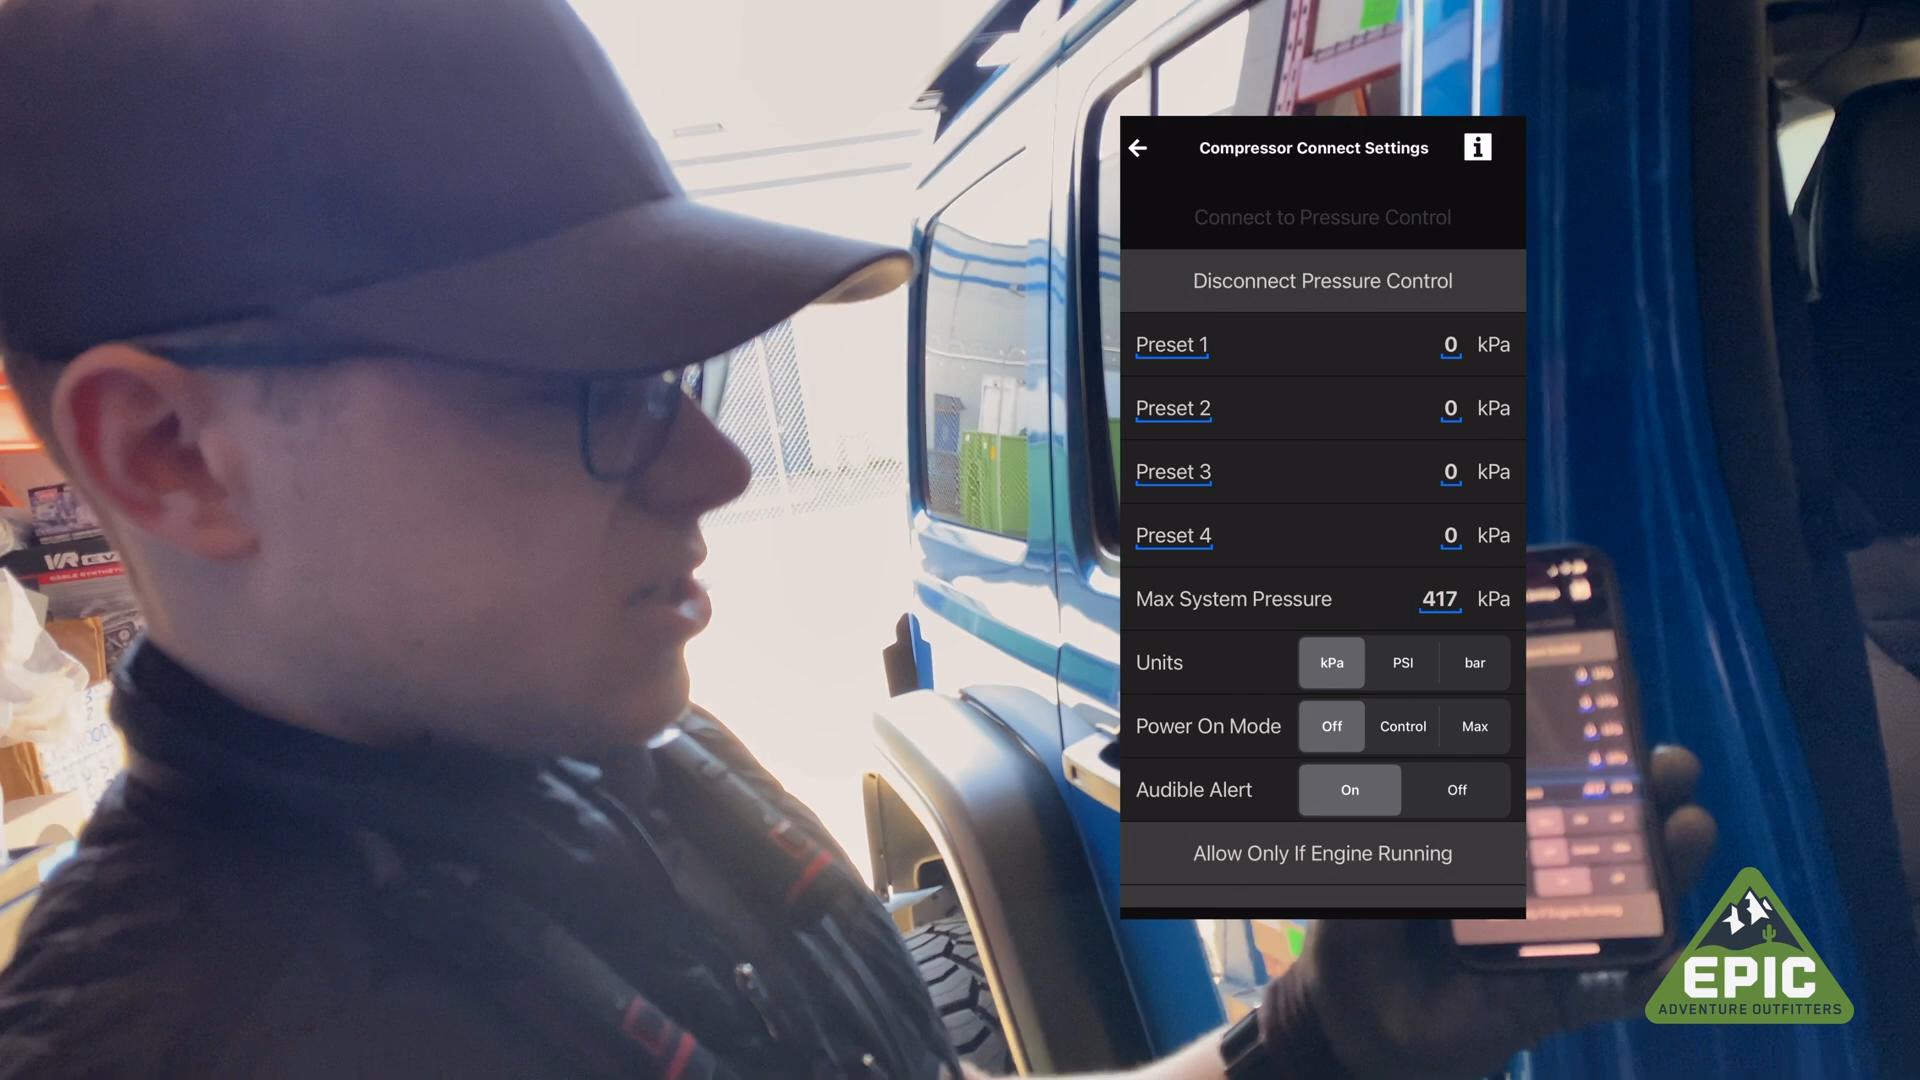 Compressor Connect Settings
Connect to Pressure Control
Disconnect Pressure Control
Preset 1 0 kPa
Preset 2 0 kPa
Preset 3 0 kPa
Preset 4 0 kPa
Max System Pressure 417 kPa
Units kPa PSI bar
Power On Mode Off Control Max
Audible Alert On Off
Allow Only If Engine Running
VR
EPIC
ADVENTURE OUTFITTERS